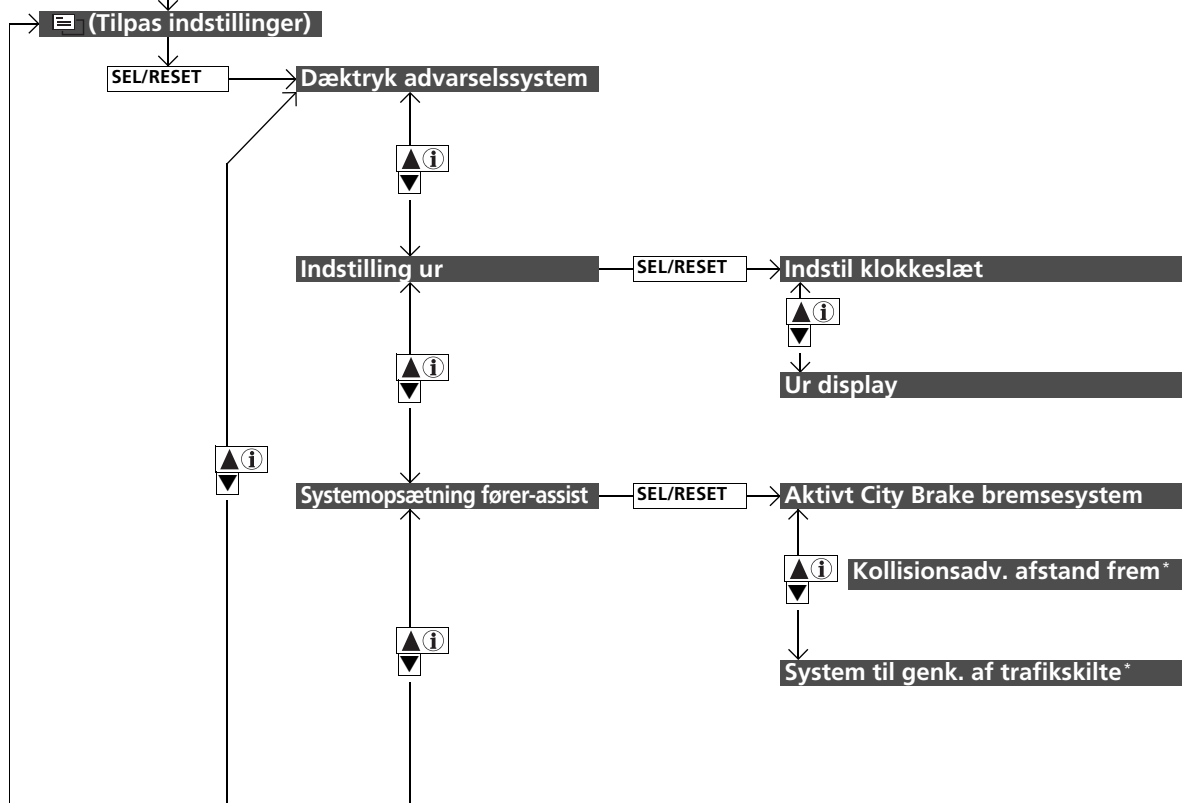 (Tilpas indstillinger)
SEL/RESET
Dæktryk advarselssystem
Indstilling ur
SEL/RESET
Indstil klokkeslæt
Ur display
Systemopsætning fører-assist
SEL/RESET
Aktivt City Brake bremsesystem
Kollisionsadv. afstand frem*
System til genk. af trafikskilte*